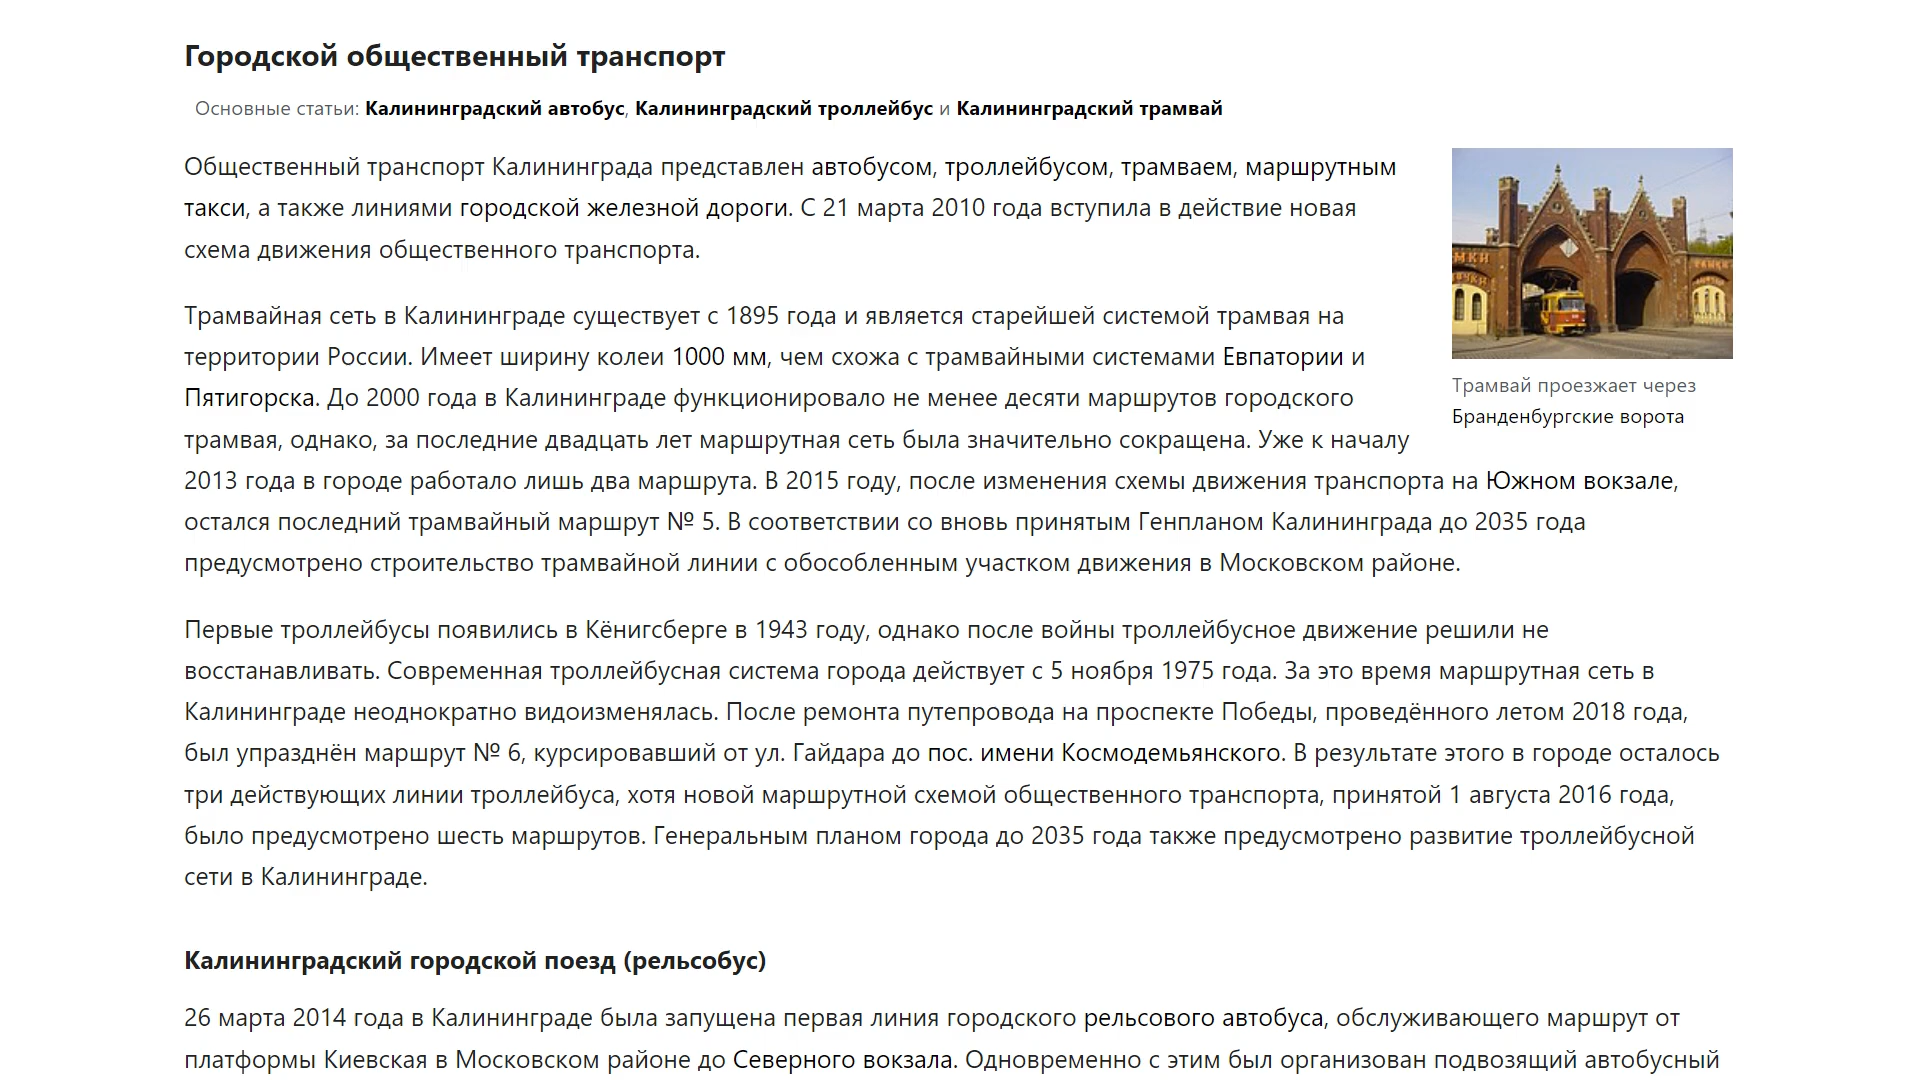 Городской общественный транспорт
Основные статьи: Калининградский автобус, Калининградский троллейбус и Калининградский трамвай
Общественный транспорт Калининграда представлен автобусом, троллейбусом, трамваем, маршрутным
такси, а также линиями городской железной дороги. С 21 марта 2010 года вступила в действие новая
схема движения общественного транспорта.
Трамвай проезжает через
Бранденбургские ворота
Трамвайная сеть в Калининграде существует с 1895 года и является старейшей системой трамвая на
территории России. Имеет ширину колеи 1000 мм, чем схожа с трамвайными системами Евпатории и
Пятигорска. До 2000 года в Калининграде функционировало не менее десяти маршрутов городского
трамвая, однако, за последние двадцать лет маршрутная сеть была значительно сокращена. Уже к началу
2013 года в городе работало лишь два маршрута. В 2015 году, после изменения схемы движения транспорта на Южном вокзале,
остался последний трамвайный маршрут № 5. В соответствии со вновь принятым Генпланом Калининграда до 2035 года
предусмотрено строительство трамвайной линии с обособленным участком движения в Московском районе.
Первые троллейбусы появились в Кёнигсберге в 1943 году, однако после войны троллейбусное движение решили не
восстанавливать. Современная троллейбусная система города действует с 5 ноября 1975 года. За это время маршрутная сеть в
Калининграде неоднократно видоизменялась. После ремонта путепровода на проспекте Победы, проведённого летом 2018 года,
был упразднён маршрут № 6, курсировавший от ул. Гайдара до пос. имени Космодемьянского. В результате этого в городе осталось
три действующих линии троллейбуса, хотя новой маршрутной схемой общественного транспорта, принятой 1 августа 2016 года,
было предусмотрено шесть маршрутов. Генеральным планом города до 2035 года также предусмотрено развитие троллейбусной
сети в Калининграде.
Калининградский городской поезд (рельсобус)
26 марта 2014 года в Калининграде была запущена первая линия городского рельсового автобуса, обслуживающего маршрут от
платформы Киевская в Московском районе до Северного вокзала. Одновременно с этим был организован подвозящий автобусный